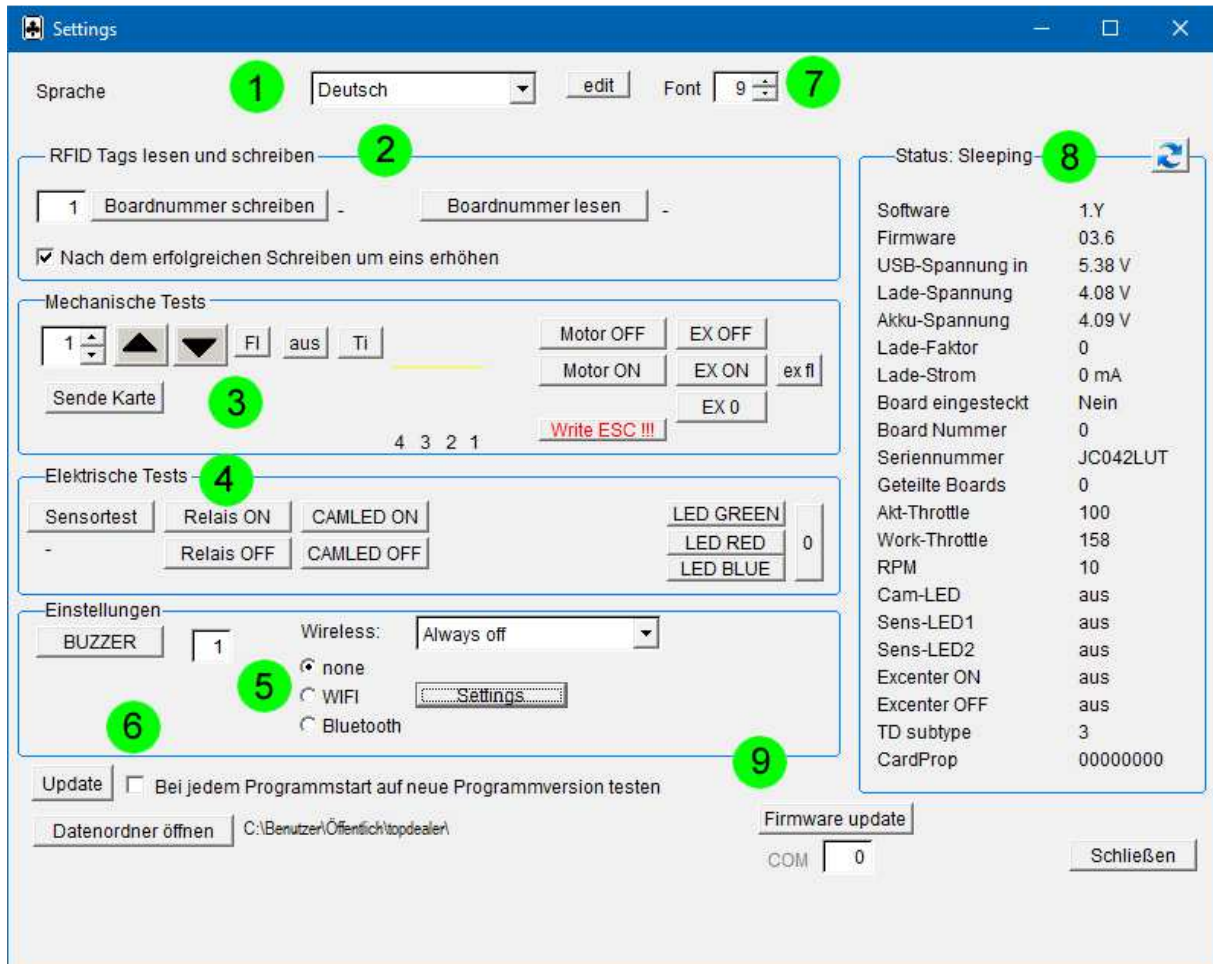 Settings
Sprache 1 Deutsch edit Font 9 7
RFID Tags lesen und schreiben 2
1 Boardnummer schreiben - Boardnummer lesen -
Nach dem erfolgreichen Schreiben um eins erhöhen
Mechanische Tests
1 Fl aus Ti
Sende Karte 3
4 3 2 1
Motor OFF EX OFF
Motor ON EX ON ex fl
EX 0
Write ESC !!!
Elektrische Tests 4
Sensortest Relais ON CAMLED ON LED GREEN
- Relais OFF CAMLED OFF LED RED 0
LED BLUE
Einstellungen
BUZZER 1 Wireless: Always off
none
5 WIFI Settings
Bluetooth
6
Update Bei jedem Programmstart auf neue Programmversion testen
Datenordner öffnen C:\Benutzer\Öffentlich\topdealer\
9
Firmware update
COM 0
Status: Sleeping 8
Software 1.Y
Firmware 03.6
USB-Spannung in 5.38 V
Lade-Spannung 4.08 V
Akku-Spannung 4.09 V
Lade-Faktor 0
Lade-Strom 0 mA
Board eingesteckt Nein
Board Nummer 0
Seriennummer JC042LUT
Geteilte Boards 0
Akt-Throttle 100
Work-Throttle 158
RPM 10
Cam-LED aus
Sens-LED1 aus
Sens-LED2 aus
Excenter ON aus
Excenter OFF aus
TD subtype 3
CardProp 00000000
Schließen